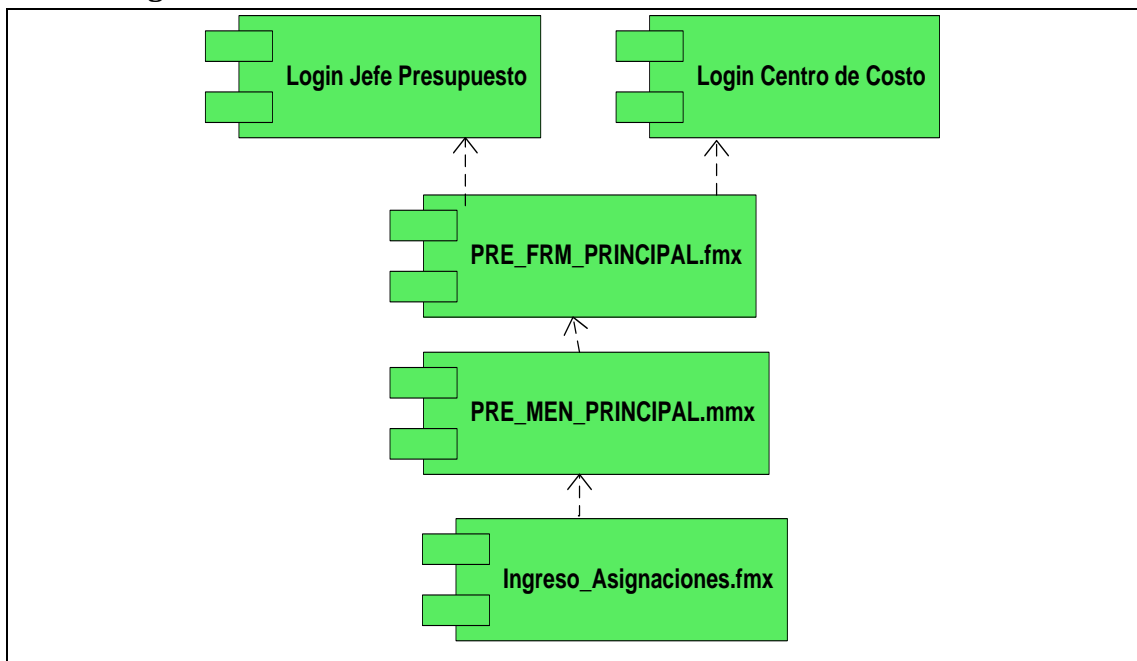 Login Jefe Presupuesto
Login Centro de Costo
PRE_FRM_PRINCIPAL.fmx
PRE_MEN_PRINCIPAL.mmx
Ingreso_Asignaciones.fmx